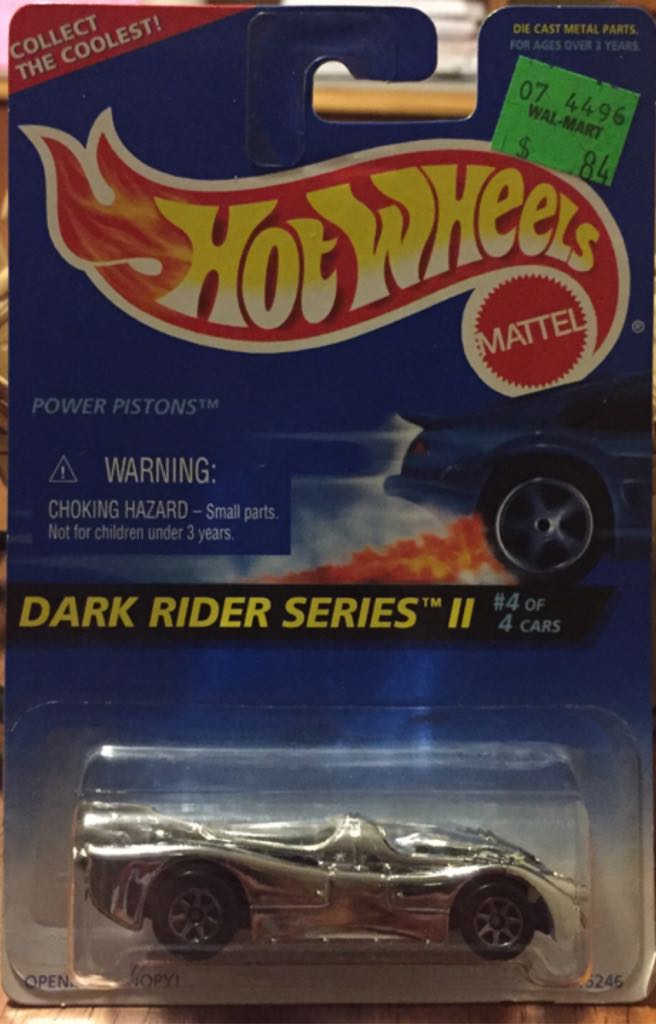 COLLECT
THE COOLEST!
DIE CAST METAL PARTS.
FOR AGES OVER 3 YEARS.
07 4496
WAL-MART
$ 84
HOT WHEELS
MATTEL
®
POWER PISTONS™
⚠ WARNING:
CHOKING HAZARD – Small parts.
Not for children under 3 years.
DARK RIDER SERIES™ II #4 OF
4 CARS